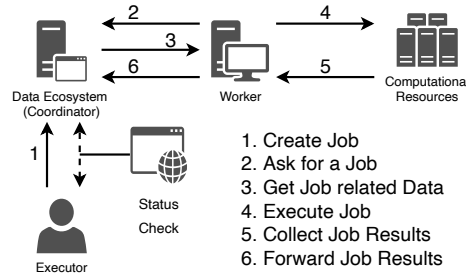 2
4
3
6
5
Data Ecosystem
(Coordinator)
Worker
Computationa
Resources
1
Status
Check
Executor
1. Create Job
2. Ask for a Job
3. Get Job related Data
4. Execute Job
5. Collect Job Results
6. Forward Job Results